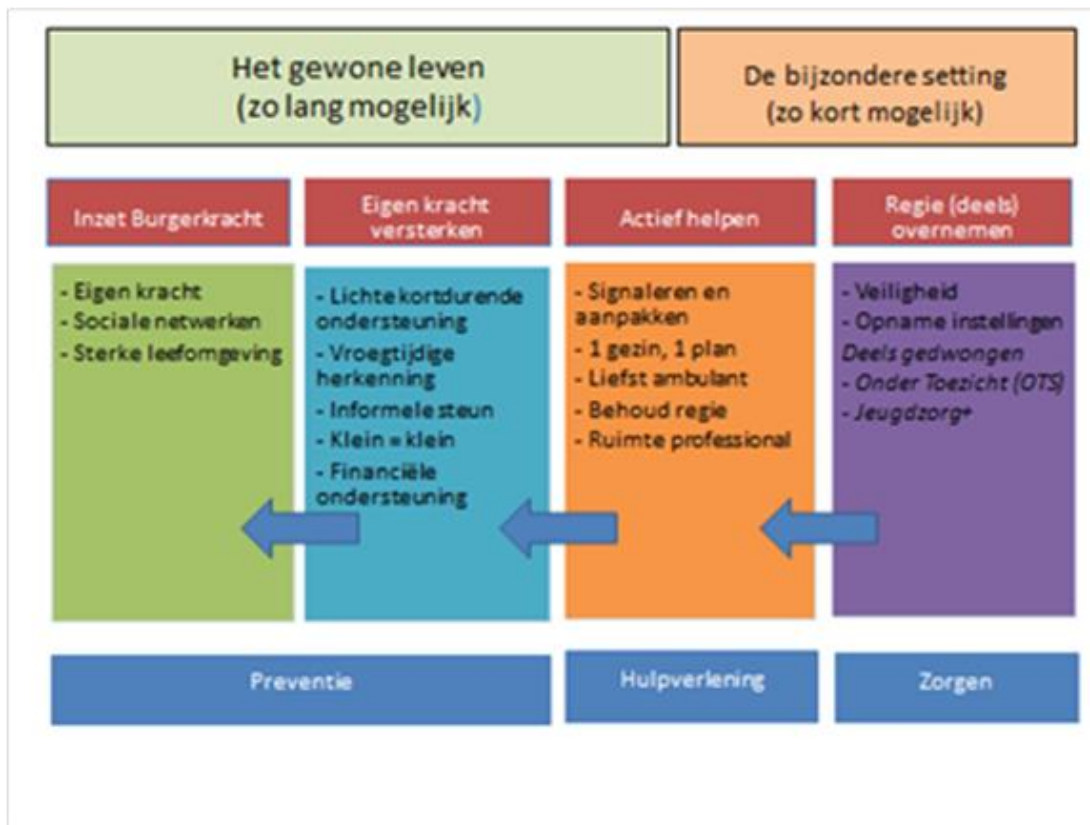 Het gewone leven
(zo lang mogelijk)
De bijzondere setting
(zo kort mogelijk)
Inzet Burgerkracht
Eigen kracht
versterken
Actief helpen
Regie (deels)
overnemen
- Eigen kracht
- Sociale netwerken
- Sterke leefomgeving
- Lichte kortdurende
ondersteuning
- Vroegtijdige
herkenning
- Informele steun
- Klein = klein
- Financiële
ondersteuning
- Signaleren en
aanpakken
- 1 gezin, 1 plan
- Liefst ambulant
- Behoud regie
- Ruimte professional
- Veiligheid
- Opname instellingen
Deels gedwongen
- Onder Toezicht (OTS)
- Jeugdzorg+
Preventie
Hulpverlening
Zorgen